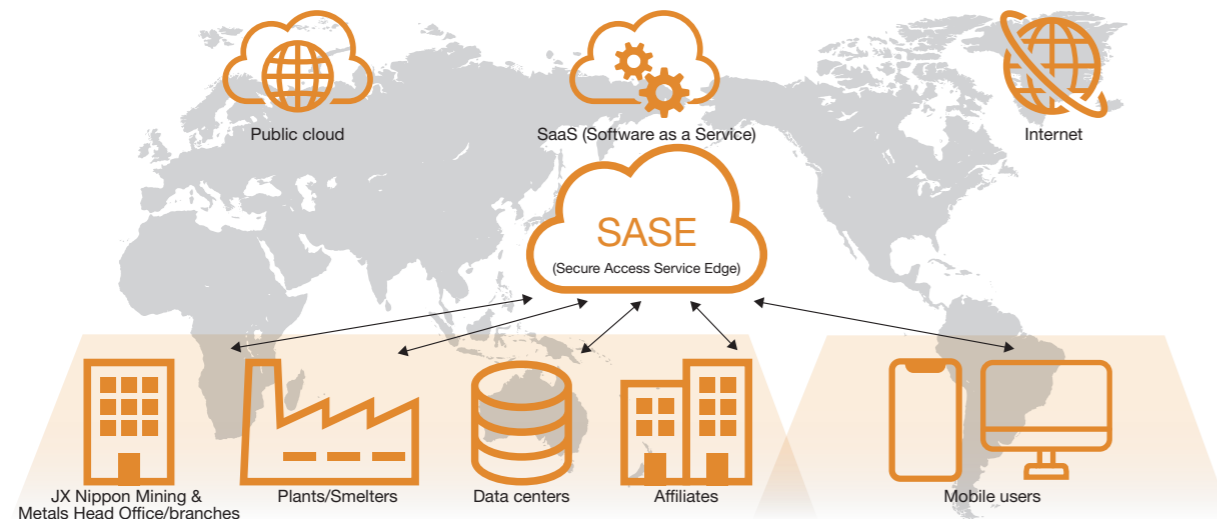 Public cloud
SaaS (Software as a Service)
Internet
SASE
(Secure Access Service Edge)
JX Nippon Mining &
Metals Head Office/branches
Plants/Smelters
Data centers
Affiliates
Mobile users